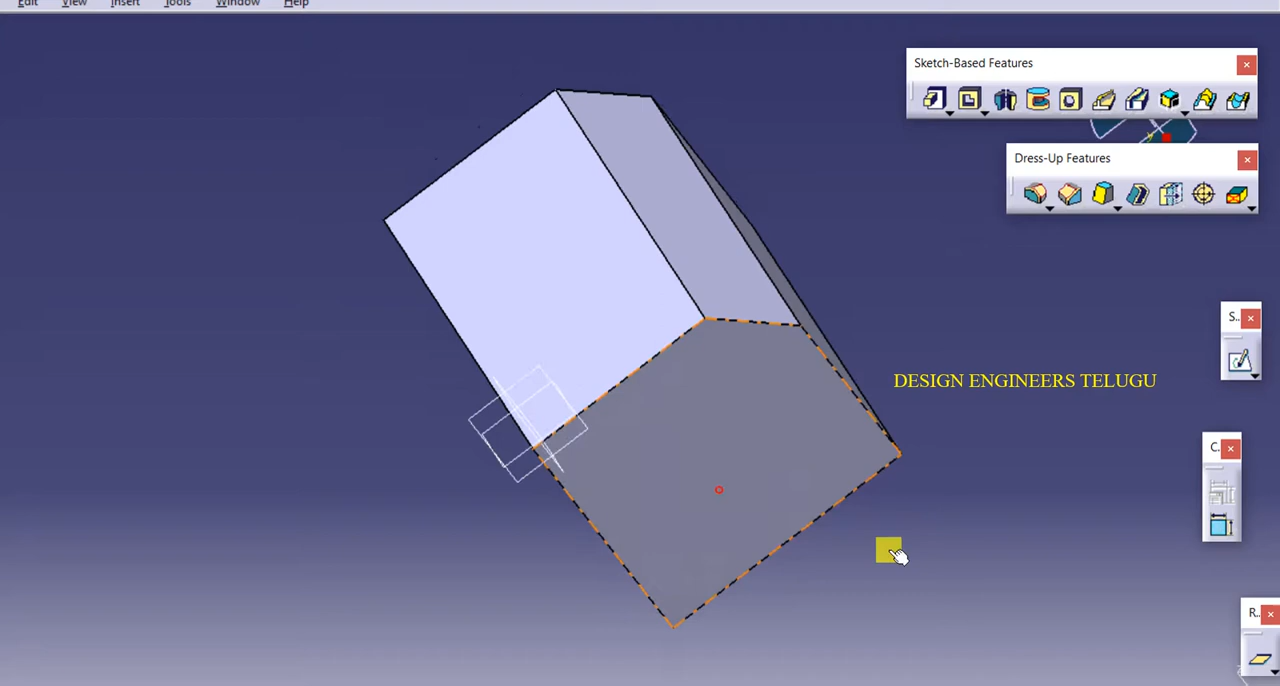 Edit View Insert Tools Window Help
Sketch-Based Features
Dress-Up Features
S..
DESIGN ENGINEERS TELUGU
C.
R..